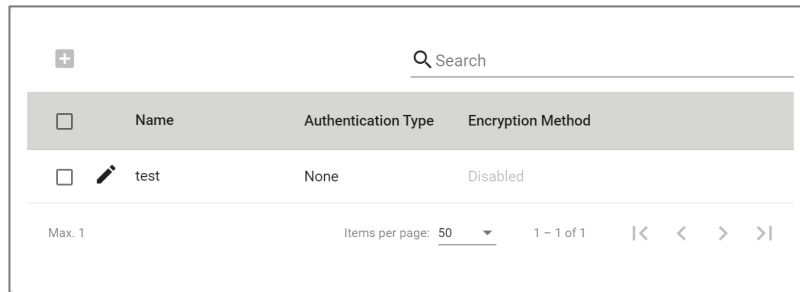 Search
Name Authentication Type Encryption Method
test None Disabled
Max. 1 Items per page: 50 1 – 1 of 1